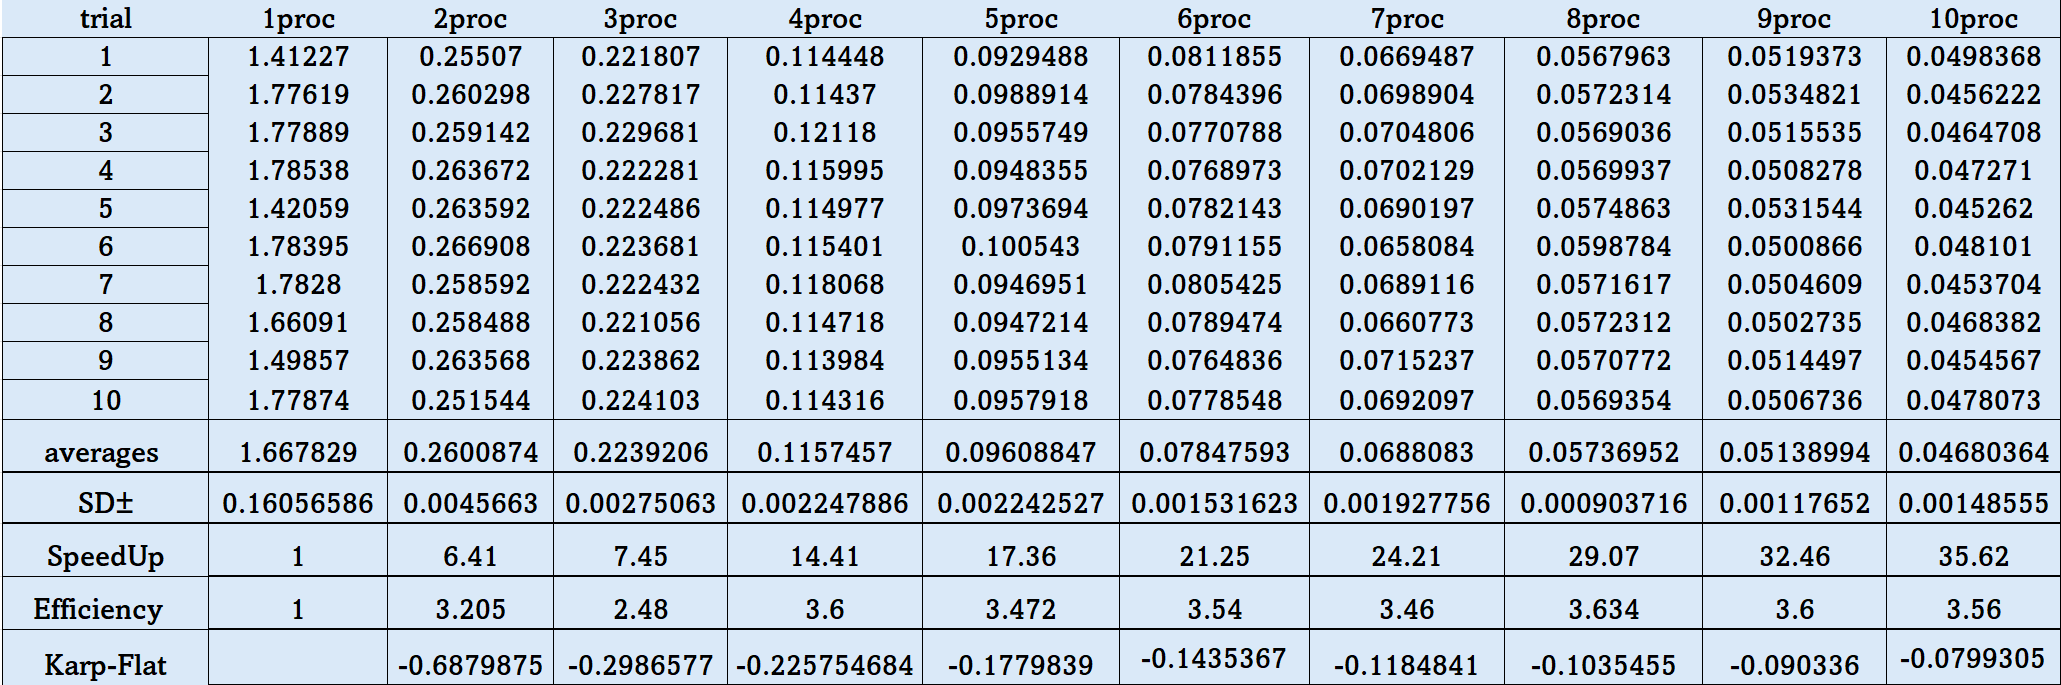 trial 1proc 2proc 3proc 4proc 5proc 6proc 7proc 8proc 9proc 10proc
1 1.41227 0.25507 0.221807 0.114448 0.0929488 0.0811855 0.0669487 0.0567963 0.0519373 0.0498368
2 1.77619 0.260298 0.227817 0.11437 0.0988914 0.0784396 0.0698904 0.0572314 0.0534821 0.0456222
3 1.77889 0.259142 0.229681 0.12118 0.0955749 0.0770788 0.0704806 0.0569036 0.0515535 0.0464708
4 1.78538 0.263672 0.222281 0.115995 0.0948355 0.0768973 0.0702129 0.0569937 0.0508278 0.047271
5 1.42059 0.263592 0.222486 0.114977 0.0973694 0.0782143 0.0690197 0.0574863 0.0531544 0.045262
6 1.78395 0.266908 0.223681 0.115401 0.100543 0.0791155 0.0658084 0.0598784 0.0500866 0.048101
7 1.7828 0.258592 0.222432 0.118068 0.0946951 0.0805425 0.0689116 0.0571617 0.0504609 0.0453704
8 1.66091 0.258488 0.221056 0.114718 0.0947214 0.0789474 0.0660773 0.0572312 0.0502735 0.0468382
9 1.49857 0.263568 0.223862 0.113984 0.0955134 0.0764836 0.0715237 0.0570772 0.0514497 0.0454567
10 1.77874 0.251544 0.224103 0.114316 0.0957918 0.0778548 0.0692097 0.0569354 0.0506736 0.0478073
averages 1.667829 0.2600874 0.2239206 0.1157457 0.09608847 0.07847593 0.0688083 0.05736952 0.05138994 0.04680364
SD± 0.16056586 0.0045663 0.00275063 0.002247886 0.002242527 0.001531623 0.001927756 0.000903716 0.00117652 0.00148555
SpeedUp 1 6.41 7.45 14.41 17.36 21.25 24.21 29.07 32.46 35.62
Efficiency 1 3.205 2.48 3.6 3.472 3.54 3.46 3.634 3.6 3.56
Karp-Flat -0.6879875 -0.2986577 -0.225754684 -0.1779839 -0.1435367 -0.1184841 -0.1035455 -0.090336 -0.0799305